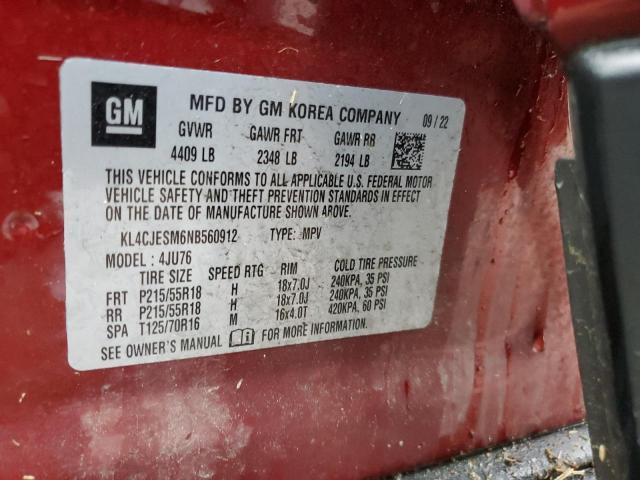 GM MFD BY GM KOREA COMPANY 09 / 22
GVWR GAWR FRT GAWR RR
4409 LB 2348 LB 2194 LB
THIS VEHICLE CONFORMS TO ALL APPLICABLE U.S. FEDERAL MOTOR
VEHICLE SAFETY AND THEFT PREVENTION STANDARDS IN EFFECT
ON THE DATE OF MANUFACTURE SHOWN ABOVE.
KL4CJESM6NB560912 TYPE: MPV
MODEL : 4JU76
TIRE SIZE SPEED RTG RIM COLD TIRE PRESSURE
FRT P215/55R18 H 18x7.0J 240KPA, 35 PSI
RR P215/55R18 H 18x7.0J 240KPA, 35 PSI
SPA T125/70R16 M 16x4.0T 420KPA, 60 PSI
SEE OWNER'S MANUAL FOR MORE INFORMATION.